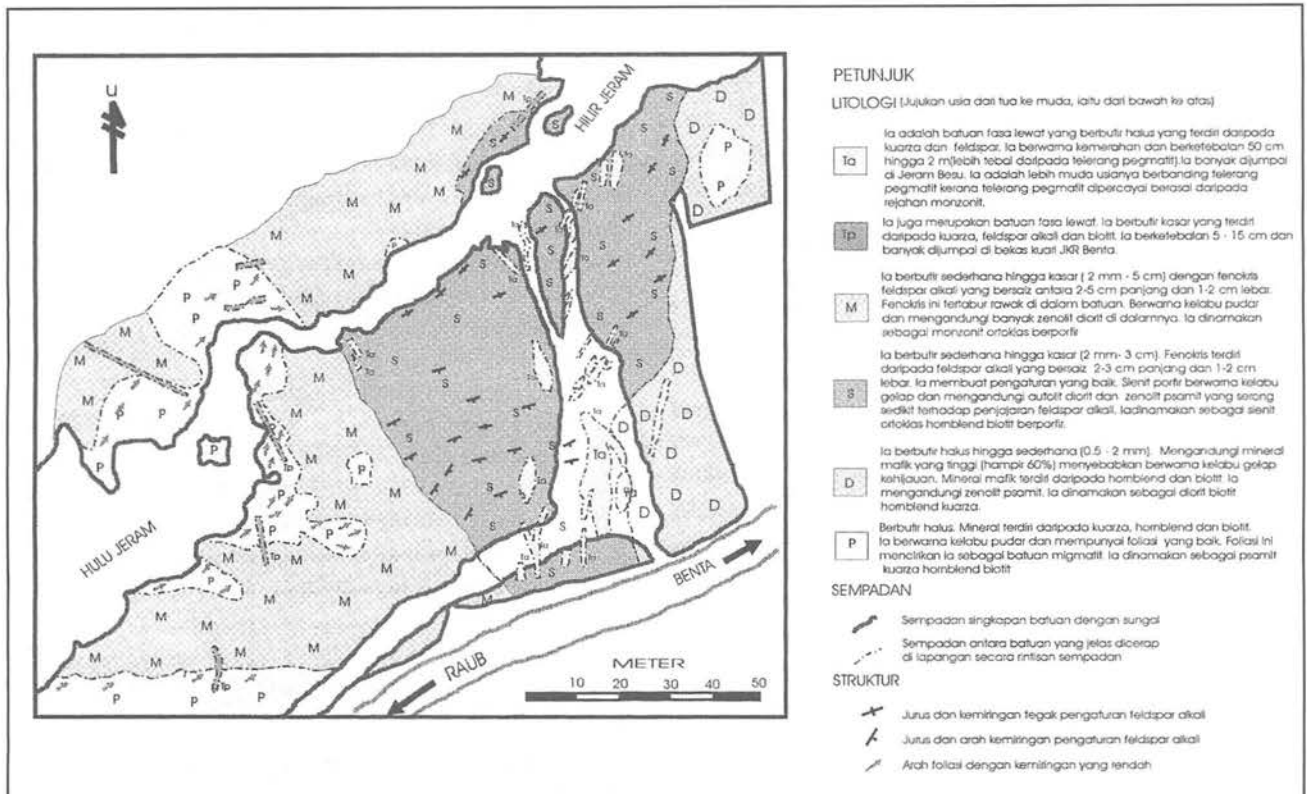 U
HILIR JERAM
HULU JERAM
RAUB
BENTA
METER
10 20 30 40 50
PETUNJUK
LITOLOGI (Jujukan usia dari tua ke muda, iaitu dari bawah ke atas)
Ta
Ia adalah batuan fasa lewat yang berbutir halus yang terdiri daripada
kuarza dan feldspar. Ia berwarna kemerahan dan berketebalan 50 cm
hingga 2 m(lebih tebal daripada telerang pegmatit).Ia banyak dijumpai
di Jeram Besu. Ia adalah lebih muda usianya berbanding telerang
pegmatit kerana telerang pegmatit dipercayai berasal daripada
rejahan monzonit.
Tp
Ia juga merupakan batuan fasa lewat. Ia berbutir kasar yang terdiri
daripada kuarza, feldspar alkali dan biotit. Ia berketebalan 5 - 15 cm dan
banyak dijumpai di bekas kuari JKR Benta.
M
Ia berbutir sederhana hingga kasar ( 2 mm - 5 cm) dengan fenokris
feldspar alkali yang bersaiz antara 2-5 cm panjang dan 1-2 cm lebar.
Fenokris ini tertabur rawak di dalam batuan. Berwarna kelabu pudar
dan mengandungi banyak zenolit diorit di dalamnya. Ia dinamakan
sebagai monzonit ortoklas berporfir
S
Ia berbutir sederhana hingga kasar (2 mm- 3 cm). Fenokris terdiri
daripada feldspar alkali yang bersaiz 2-3 cm panjang dan 1-2 cm
lebar. Ia membuat pengaturan yang baik. Sienit porfir berwarna kelabu
gelap dan mengandungi autolit diorit dan zenolit psamit yang serong
sedikit terhadap penjajaran feldspar alkali. Iadinamakan sebagai sienit
ortoklas hornblend biotit berporfir.
D
Ia berbutir halus hingga sederhana (0.5 - 2 mm). Mengandungi mineral
mafik yang tinggi (hampir 60%) menyebabkan berwarna kelabu gelap
kehijauan. Mineral mafik terdiri daripada hornblend dan biotit. Ia
mengandungi zenolit psamit. Ia dinamakan sebagai diorit biotit
hornblend kuarza.
P
Berbutir halus. Mineral terdiri daripada kuarza, hornblend dan biotit.
Ia berwarna kelabu pudar dan mempunyai foliasi yang baik. Foliasi ini
mencirikan ia sebagai batuan migmatit. Ia dinamakan sebagai psamit
kuarza hornblend biotit
SEMPADAN
Sempadan singkapan batuan dengan sungai
Sempadan antara batuan yang jelas dicerap
di lapangan secara rintisan sempadan
STRUKTUR
Jurus dan kemiringan tegak pengaturan feldspar alkali
Jurus dan arah kemiringan pengaturan feldspar alkali
Arah foliasi dengan kemiringan yang rendah